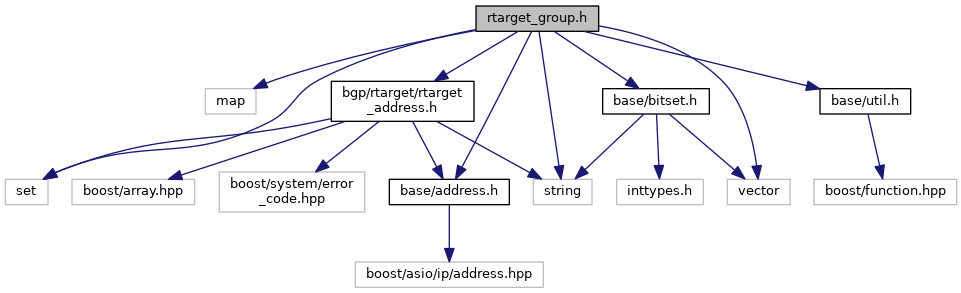 rtarget_group.h
map
bgp/rtarget/rtarget
_address.h
base/bitset.h
base/util.h
set
boost/array.hpp
boost/system/error
_code.hpp
base/address.h
string
inttypes.h
vector
boost/function.hpp
boost/asio/ip/address.hpp